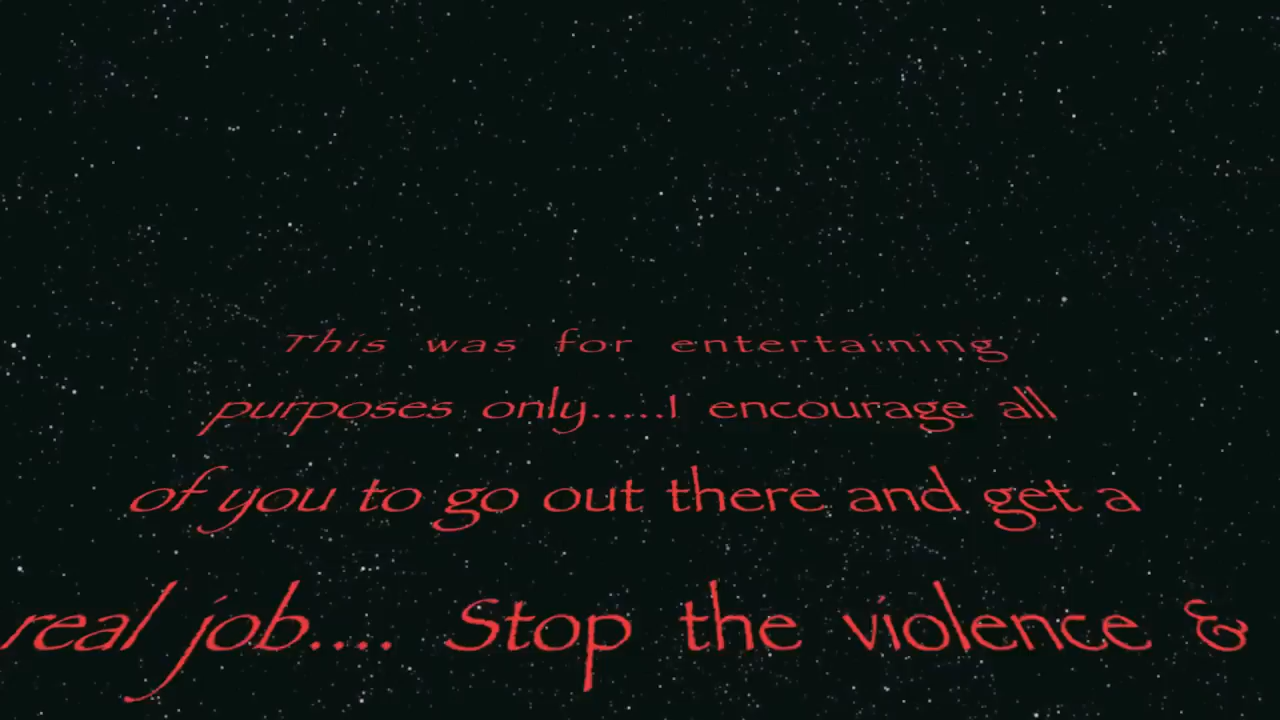 This was for entertaining
purposes only.....I encourage all
of you to go out there and get a
real job.... Stop the violence &